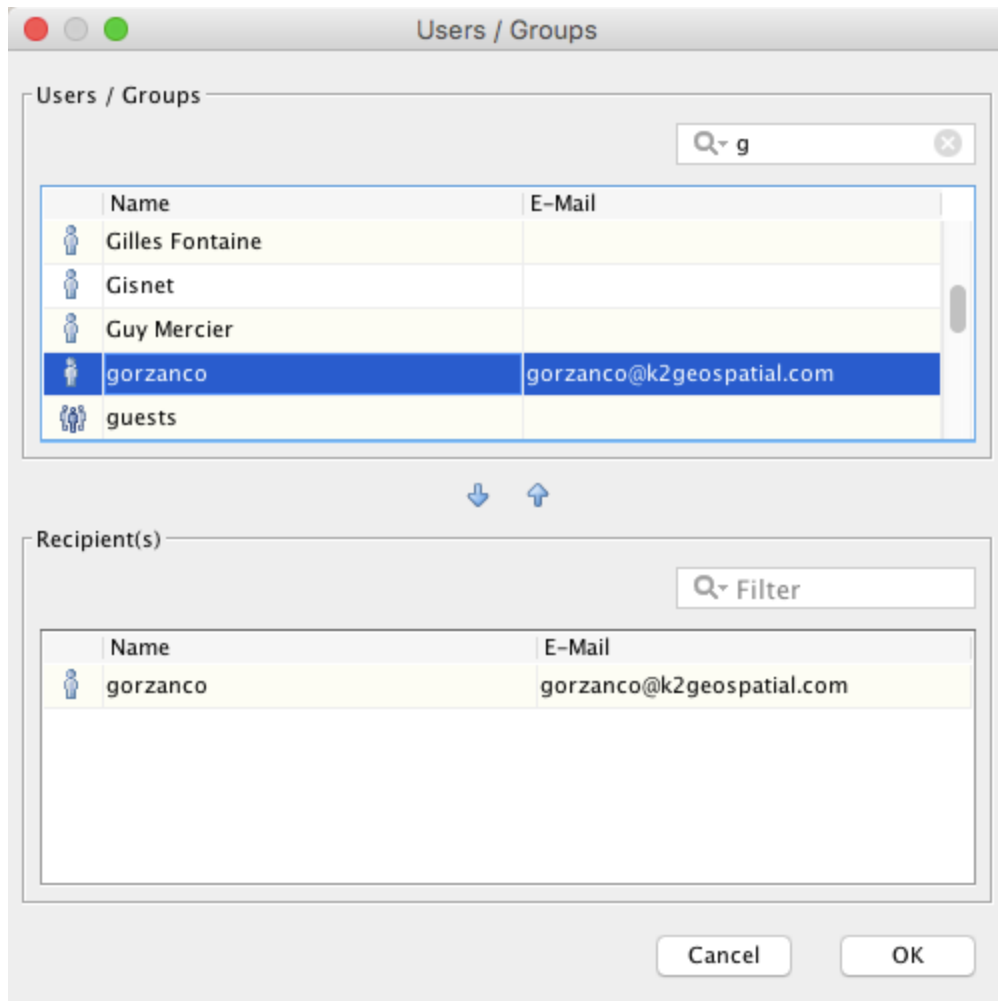 Users / Groups
Users / Groups
g
Name E-Mail
Gilles Fontaine
Gisnet
Guy Mercier
gorzanco gorzanco@k2geospatial.com
guests
Recipient(s)
Filter
Name E-Mail
gorzanco gorzanco@k2geospatial.com
Cancel OK